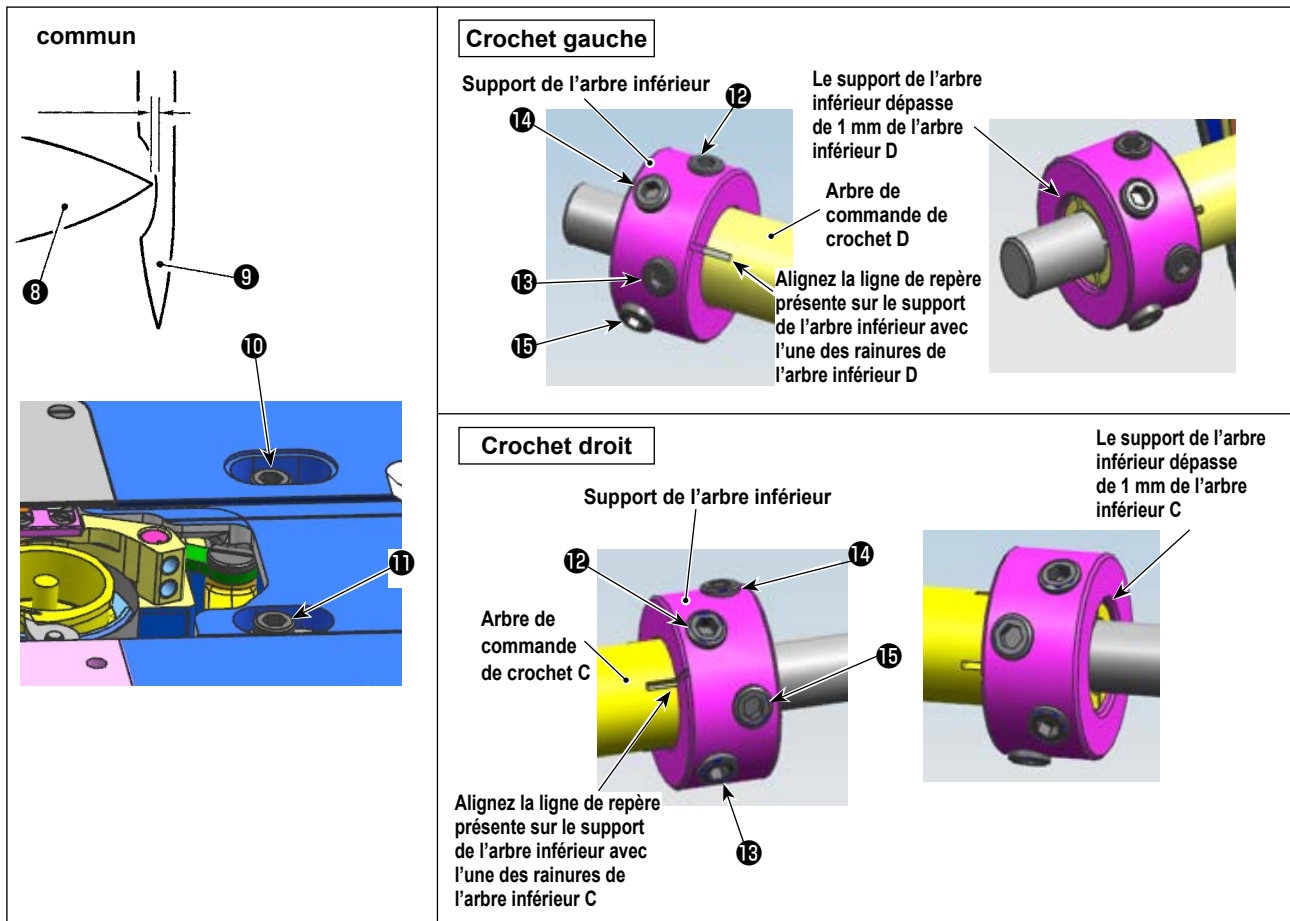 commun
❽
❾
❿
⓫
Crochet gauche
Support de l’arbre inférieur
⓬
⓮
⓭
⓯
Le support de l’arbre
inférieur dépasse
de 1 mm de l’arbre
inférieur D
Arbre de
commande de
crochet D
Alignez la ligne de repère
présente sur le support
de l’arbre inférieur avec
l’une des rainures de
l’arbre inférieur D
Crochet droit
Support de l’arbre inférieur
⓬
⓮
Arbre de
commande
de crochet C
⓯
Alignez la ligne de repère
présente sur le support
de l’arbre inférieur avec
l’une des rainures de
l’arbre inférieur C
⓭
Le support de l’arbre
inférieur dépasse
de 1 mm de l’arbre
inférieur C